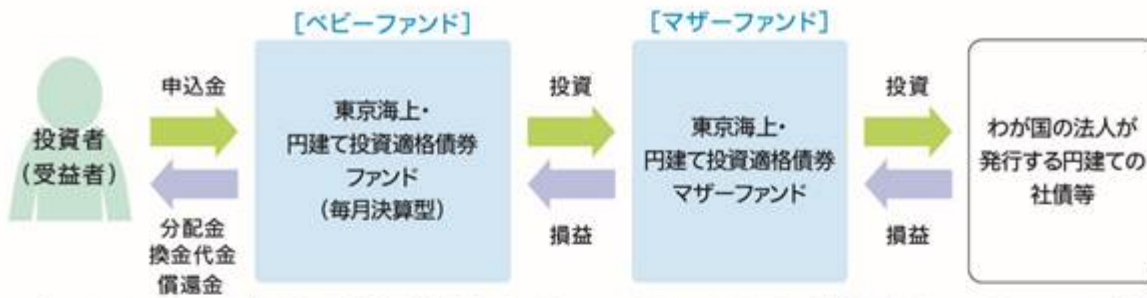 [ベビーファンド]
[マザーファンド]
投資者
(受益者)
申込金
分配金
換金代金
償還金
東京海上・
円建て投資適格債券
ファンド
(毎月決算型)
投資
損益
東京海上・
円建て投資適格債券
マザーファンド
投資
損益
わが国の法人が
発行する円建ての
社債等